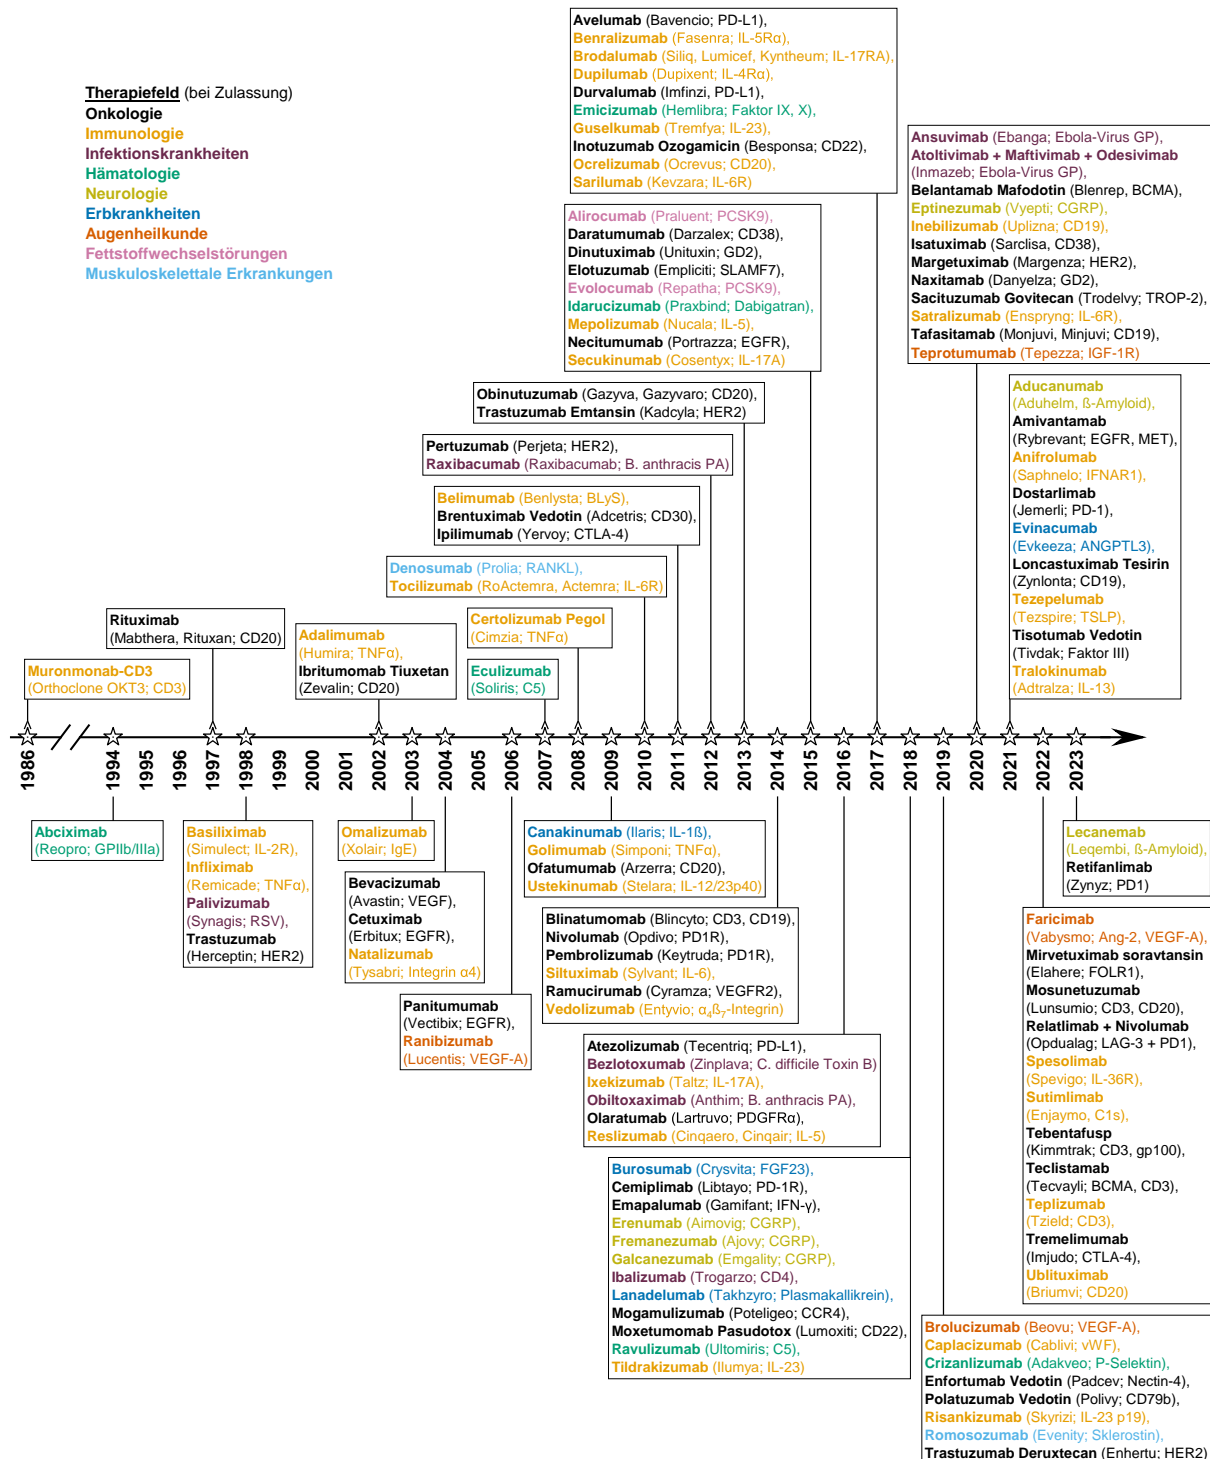 Therapiefeld (bei Zulassung)
Onkologie
Immunologie
Infektionskrankheiten
Hämatologie
Neurologie
Erbkrankheiten
Augenheilkunde
Fettstoffwechselstörungen
Muskuloskelettale Erkrankungen
Avelumab (Bavencio; PD-L1),
Benralizumab (Fasenra; IL-5Rα),
Brodalumab (Siliq, Lumicef, Kyntheum; IL-17RA),
Dupilumab (Dupixent; IL-4Rα)
Durvalumab (Imfinzi, PD-L1),
Emicizumab (Hemlibra; Faktor IX, X)
Guselkumab (Tremfya; IL-23),
Inotuzumab Ozogamicin (Besponsa; CD22),
Ocrelizumab (Ocrevus; CD20),
Sarilumab (Kevzara; IL-6R)
Alirocumab (Praluent; PCSK9)
Daratumumab (Darzalex; CD38),
Dinutuximab (Unituxin; GD2)
Elotuzumab (Empliciti; SLAMF7)
Evolocumab (Repatha; PCSK9),
Idarucizumab (Praxbind; Dabigatran),
Mepolizumab (Nucala; IL-5)
Necitumumab (Portrazza; EGFR)
Secukinumab (Cosentyx; IL-17A)
Obinutuzumab (Gazyva, Gazyvaro; CD20),
Trastuzumab Emtansin (Kadcyla; HER2)
Pertuzumab (Perjeta; HER2),
Raxibacumab (Raxibacumab; B. anthracis PA)
Belimumab (Benlysta; BLyS)
Brentuximab Vedotin (Adcetris; CD30),
Ipilimumab (Yervoy; CTLA-4)
Denosumab (Prolia; RANKL),
Tocilizumab (RoActemra, Actemra; IL-6R)
Certolizumab Pegol
(Cimzia; TNFα)
Eculizumab
(Soliris; C5)
Adalimumab
(Humira; TNFα),
Ibritumomab Tiuxetan
(Zevalin; CD20)
Rituximab
(Mabthera, Rituxan; CD20)
Muronmonab-CD3
(Orthoclone OKT3; CD3)
Ansuvimab (Ebanga; Ebola-Virus GP),
Atoltivimab + Maftivimab + Odesivimab
(Inmazeb; Ebola-Virus GP),
Belantamab Mafodotin (Blenrep, BCMA),
Eptinezumab (Vyepti; CGRP)
Inebilizumab (Uplizna; CD19),
Isatuximab (Sarclisa, CD38)
Margetuximab (Margenza; HER2)
Naxitamab (Danyelza; GD2),
Sacituzumab Govitecan (Trodelvy; TROP-2)
Satralizumab (Enspryng; IL-6R),
Tafasitamab (Monjuvi, Minjuvi; CD19),
Teprotumumab (Tepezza; IGF-1R)
Aducanumab
(Aduhelm, ß-Amyloid),
Amivantamab
(Rybrevant; EGFR, MET),
Anifrolumab
(Saphnelo; IFNAR1),
Dostarlimab
(Jemerli; PD-1),
Evinacumab
(Evkeeza; ANGPTL3),
Loncastuximab Tesirin
(Zynlonta; CD19),
Tezepelumab
(Tezspire; TSLP),
Tisotumab Vedotin
(Tivdak; Faktor III)
Tralokinumab
(Adtralza; IL-13)
1986 1994 1995 1996 1997 1998 1999 2000 2001 2002 2003 2004 2005 2006 2007 2008 2009 2010 2011 2012 2013 2014 2015 2016 2017 2018 2019 2020 2021 2022 2023
Abciximab
(Reopro; GPIIb/IIIa)
Basiliximab
(Simulect; IL-2R),
Infliximab
(Remicade; TNFα),
Palivizumab
(Synagis; RSV),
Trastuzumab
(Herceptin; HER2)
Omalizumab
(Xolair; IgE)
Bevacizumab
(Avastin; VEGF),
Cetuximab
(Erbitux; EGFR),
Natalizumab
(Tysabri; Integrin α4)
Panitumumab
(Vectibix; EGFR),
Ranibizumab
(Lucentis; VEGF-A)
Canakinumab (Ilaris; IL-1ß),
Golimumab (Simponi; TNFα)
Ofatumumab (Arzerra; CD20),
Ustekinumab (Stelara; IL-12/23p40)
Blinatumomab (Blincyto; CD3, CD19),
Nivolumab (Opdivo; PD1R)
Pembrolizumab (Keytruda; PD1R),
Siltuximab (Sylvant; IL-6)
Ramucirumab (Cyramza; VEGFR2),
Vedolizumab (Entyvio; α4ß7-Integrin)
Atezolizumab (Tecentriq; PD-L1)
Bezlotoxumab (Zinplava; C. difficile Toxin B)
Ixekizumab (Taltz; IL-17A),
Obiltoxaximab (Anthim; B. anthracis PA),
Olaratumab (Lartruvo; PDGFRα)
Reslizumab (Cinqaero, Cinqair; IL-5)
Burosumab (Crysvita; FGF23),
Cemiplimab (Libtayo; PD-1R)
Emapalumab (Gamifant; IFN-γ)
Erenumab (Aimovig; CGRP),
Fremanezumab (Ajovy; CGRP),
Galcanezumab (Emgality; CGRP)
Ibalizumab (Trogarzo; CD4),
Lanadelumab (Takhzyro; Plasmakallikrein),
Mogamulizumab (Poteligeo; CCR4)
Moxetumomab Pasudotox (Lumoxiti; CD22),
Ravulizumab (Ultomiris; C5)
Tildrakizumab (Ilumya; IL-23)
Lecanemab
(Leqembi, ß-Amyloid),
Retifanlimab
(Zynyz; PD1)
Faricimab
(Vabysmo; Ang-2, VEGF-A),
Mirvetuximab soravtansin
(Elahere; FOLR1)
Mosunetuzumab
(Lunsumio; CD3, CD20),
Relatlimab + Nivolumab
(Opdualag; LAG-3 + PD1),
Spesolimab
(Spevigo; IL-36R)
Sutimlimab
(Enjaymo, C1s),
Tebentafusp
(Kimmtrak; CD3, gp100),
Teclistamab
(Tecvayli; BCMA, CD3),
Teplizumab
(Tzield; CD3),
Tremelimumab
(Imjudo; CTLA-4),
Ublituximab
(Briumvi; CD20)
Brolucizumab (Beovu; VEGF-A),
Caplacizumab (Cablivi; vWF),
Crizanlizumab (Adakveo; P-Selektin),
Enfortumab Vedotin (Padcev; Nectin-4),
Polatuzumab Vedotin (Polivy; CD79b),
Risankizumab (Skyrizi; IL-23 p19),
Romosozumab (Evenity; Sklerostin),
Trastuzumab Deruxtecan (Enhertu; HER2)